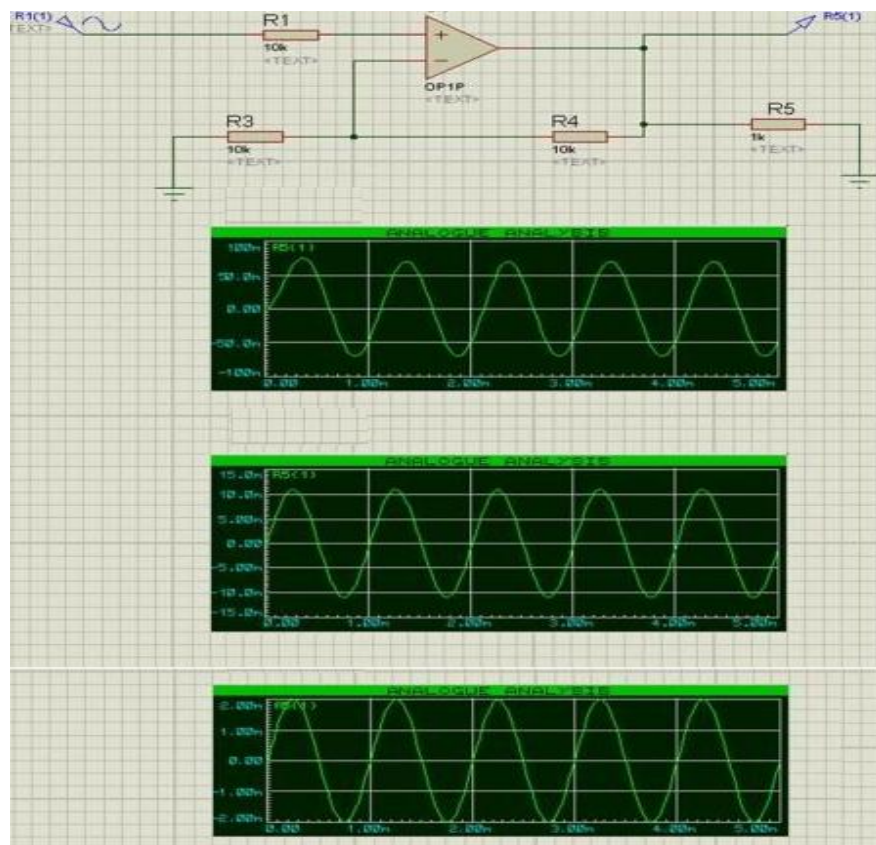 R1(1)
<TEXT>
R1
10k
<TEXT>
R5(1)
OP1P
<TEXT>
R3
10k
<TEXT>
R4
10k
<TEXT>
R5
1k
<TEXT>
ANALOGUE ANALYSIS
R5(1)
100m
50.0m
0.00
-50.0m
-100m
0.00 1.00m 2.00m 3.00m 4.00m 5.00m
ANALOGUE ANALYSIS
R5(1)
15.0m
10.0m
5.00m
0.00
-5.00m
-10.0m
-15.0m
0.00 1.00m 2.00m 3.00m 4.00m 5.00m
ANALOGUE ANALYSIS
R5(1)
2.00m
1.00m
0.00
-1.00m
-2.00m
0.00 1.00m 2.00m 3.00m 4.00m 5.00m